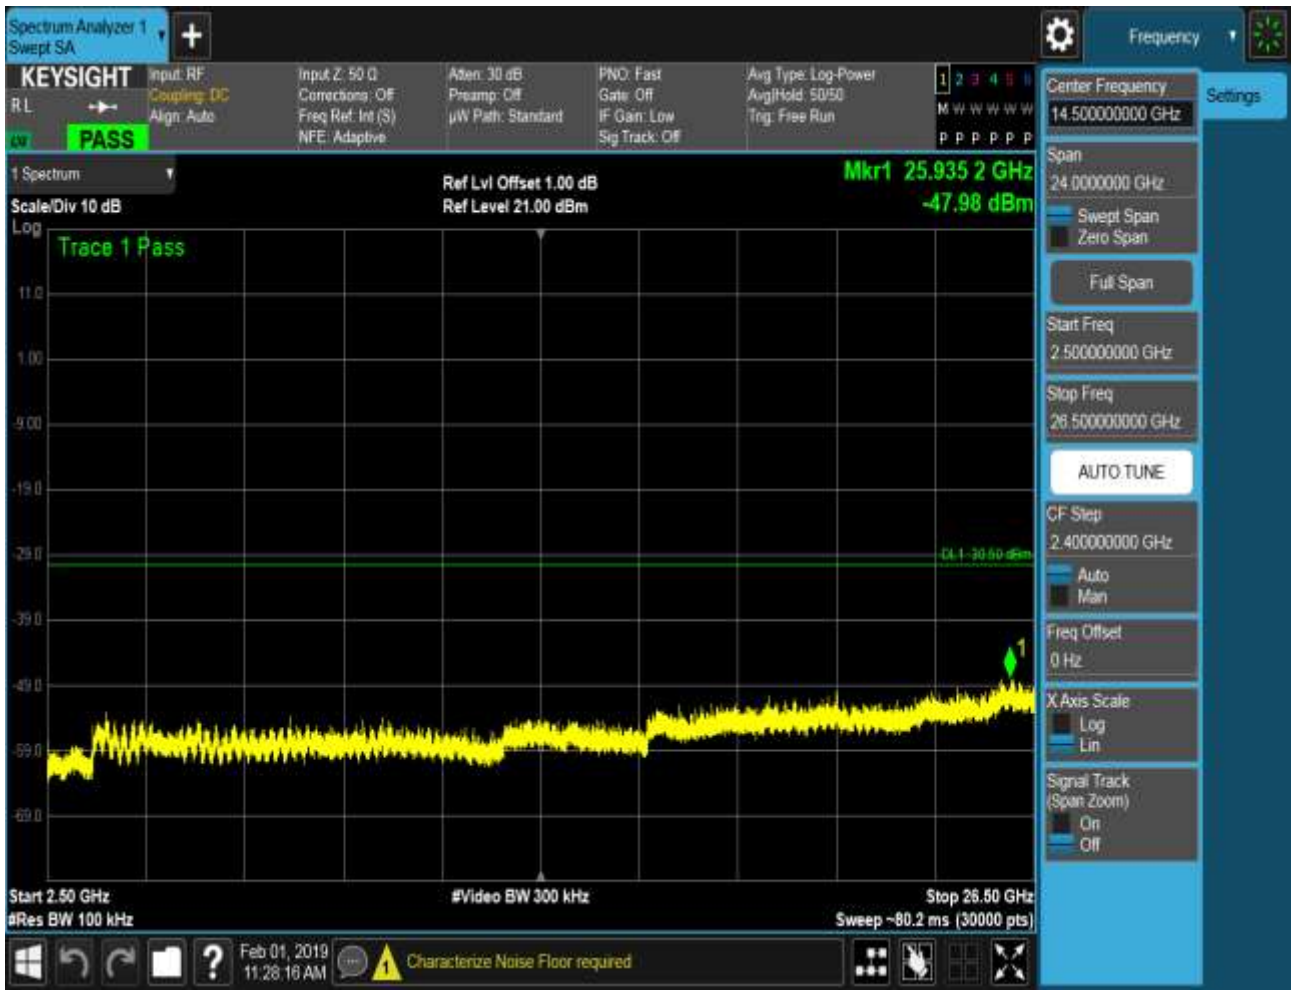 Spectrum Analyzer 1
Swept SA
Frequency
KEYSIGHT
R L
PASS
Input: RF
Coupling: DC
Align: Auto
Input Z: 50 Ω
Corrections: Off
Freq Ref: Int (S)
NFE: Adaptive
Atten: 30 dB
Preamp: Off
µW Path: Standard
PNO: Fast
Gate: Off
IF Gain: Low
Sig Track: Off
Avg Type: Log-Power
Avg|Hold: 50/50
Trig: Free Run
1 2 3 4 5 6
M W W W W W
P P P P P P
1 Spectrum
Scale/Div 10 dB
Ref Lvl Offset 1.00 dB
Ref Level 21.00 dBm
Mkr1 25.935 2 GHz
-47.98 dBm
Log
Trace 1 Pass
11.0
1.00
-9.00
-19.0
-29.0
-39.0
-49.0
-59.0
-69.0
DL1 -30.50 dBm
1
Start 2.50 GHz
#Res BW 100 kHz
#Video BW 300 kHz
Stop 26.50 GHz
Sweep ~80.2 ms (30000 pts)
Feb 01, 2019
11:28:16 AM
1
Characterize Noise Floor required
Center Frequency
14.500000000 GHz
Settings
Span
24.0000000 GHz
Swept Span
Zero Span
Full Span
Start Freq
2.500000000 GHz
Stop Freq
26.500000000 GHz
AUTO TUNE
CF Step
2.400000000 GHz
Auto
Man
Freq Offset
0 Hz
X Axis Scale
Log
Lin
Signal Track
(Span Zoom)
On
Off